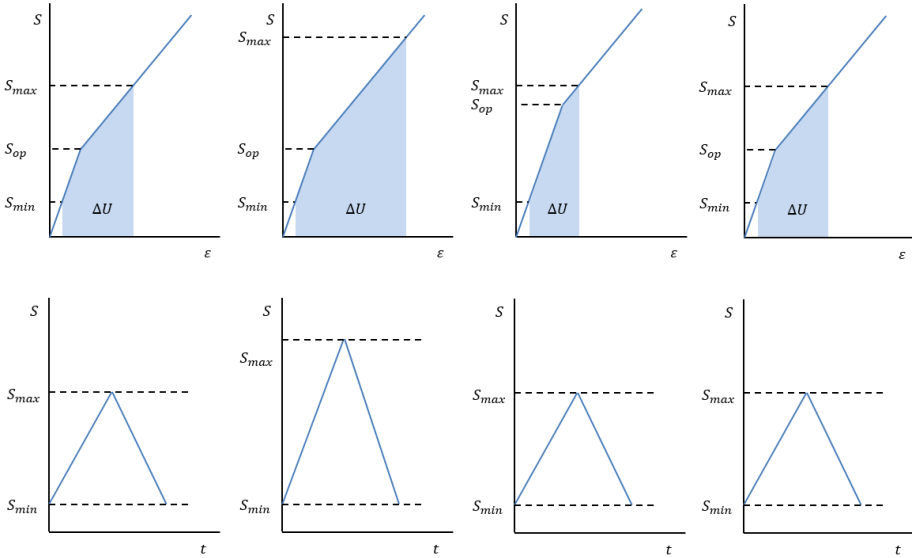 S
S_max
S_op
S_min
ΔU
ε
S
S_max
S_op
S_min
ΔU
ε
S
S_max
S_op
S_min
ΔU
ε
S
S_max
S_op
S_min
ΔU
ε
S
S_max
S_min
t
S
S_max
S_min
t
S
S_max
S_min
t
S
S_max
S_min
t